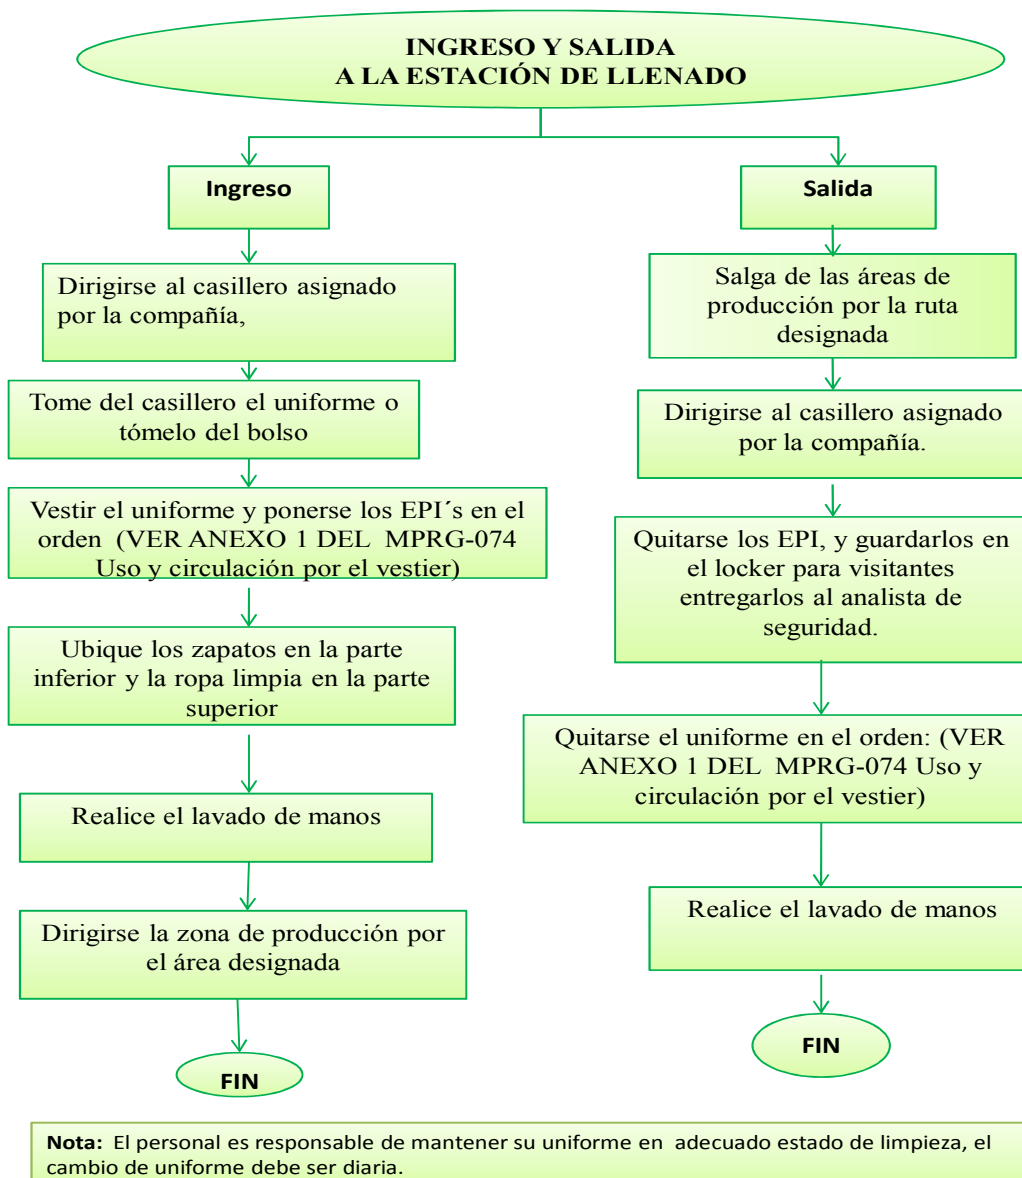 INGRESO Y SALIDA
A LA ESTACIÓN DE LLENADO
Ingreso
Dirigirse al casillero asignado
por la compañía,
Tome del casillero el uniforme o
tómelo del bolso
Vestir el uniforme y ponerse los EPI´s en el
orden (VER ANEXO 1 DEL MPRG-074
Uso y circulación por el vestier)
Ubique los zapatos en la parte
inferior y la ropa limpia en la parte
superior
Realice el lavado de manos
Dirigirse la zona de producción por
el área designada
FIN
Salida
Salga de las áreas de
producción por la ruta
designada
Dirigirse al casillero asignado
por la compañía.
Quitarse los EPI, y guardarlos en
el locker para visitantes
entregarlos al analista de
seguridad.
Quitarse el uniforme en el orden: (VER
ANEXO 1 DEL MPRG-074 Uso y
circulación por el vestier)
Realice el lavado de manos
FIN
Nota: El personal es responsable de mantener su uniforme en adecuado estado de limpieza, el
cambio de uniforme debe ser diaria.